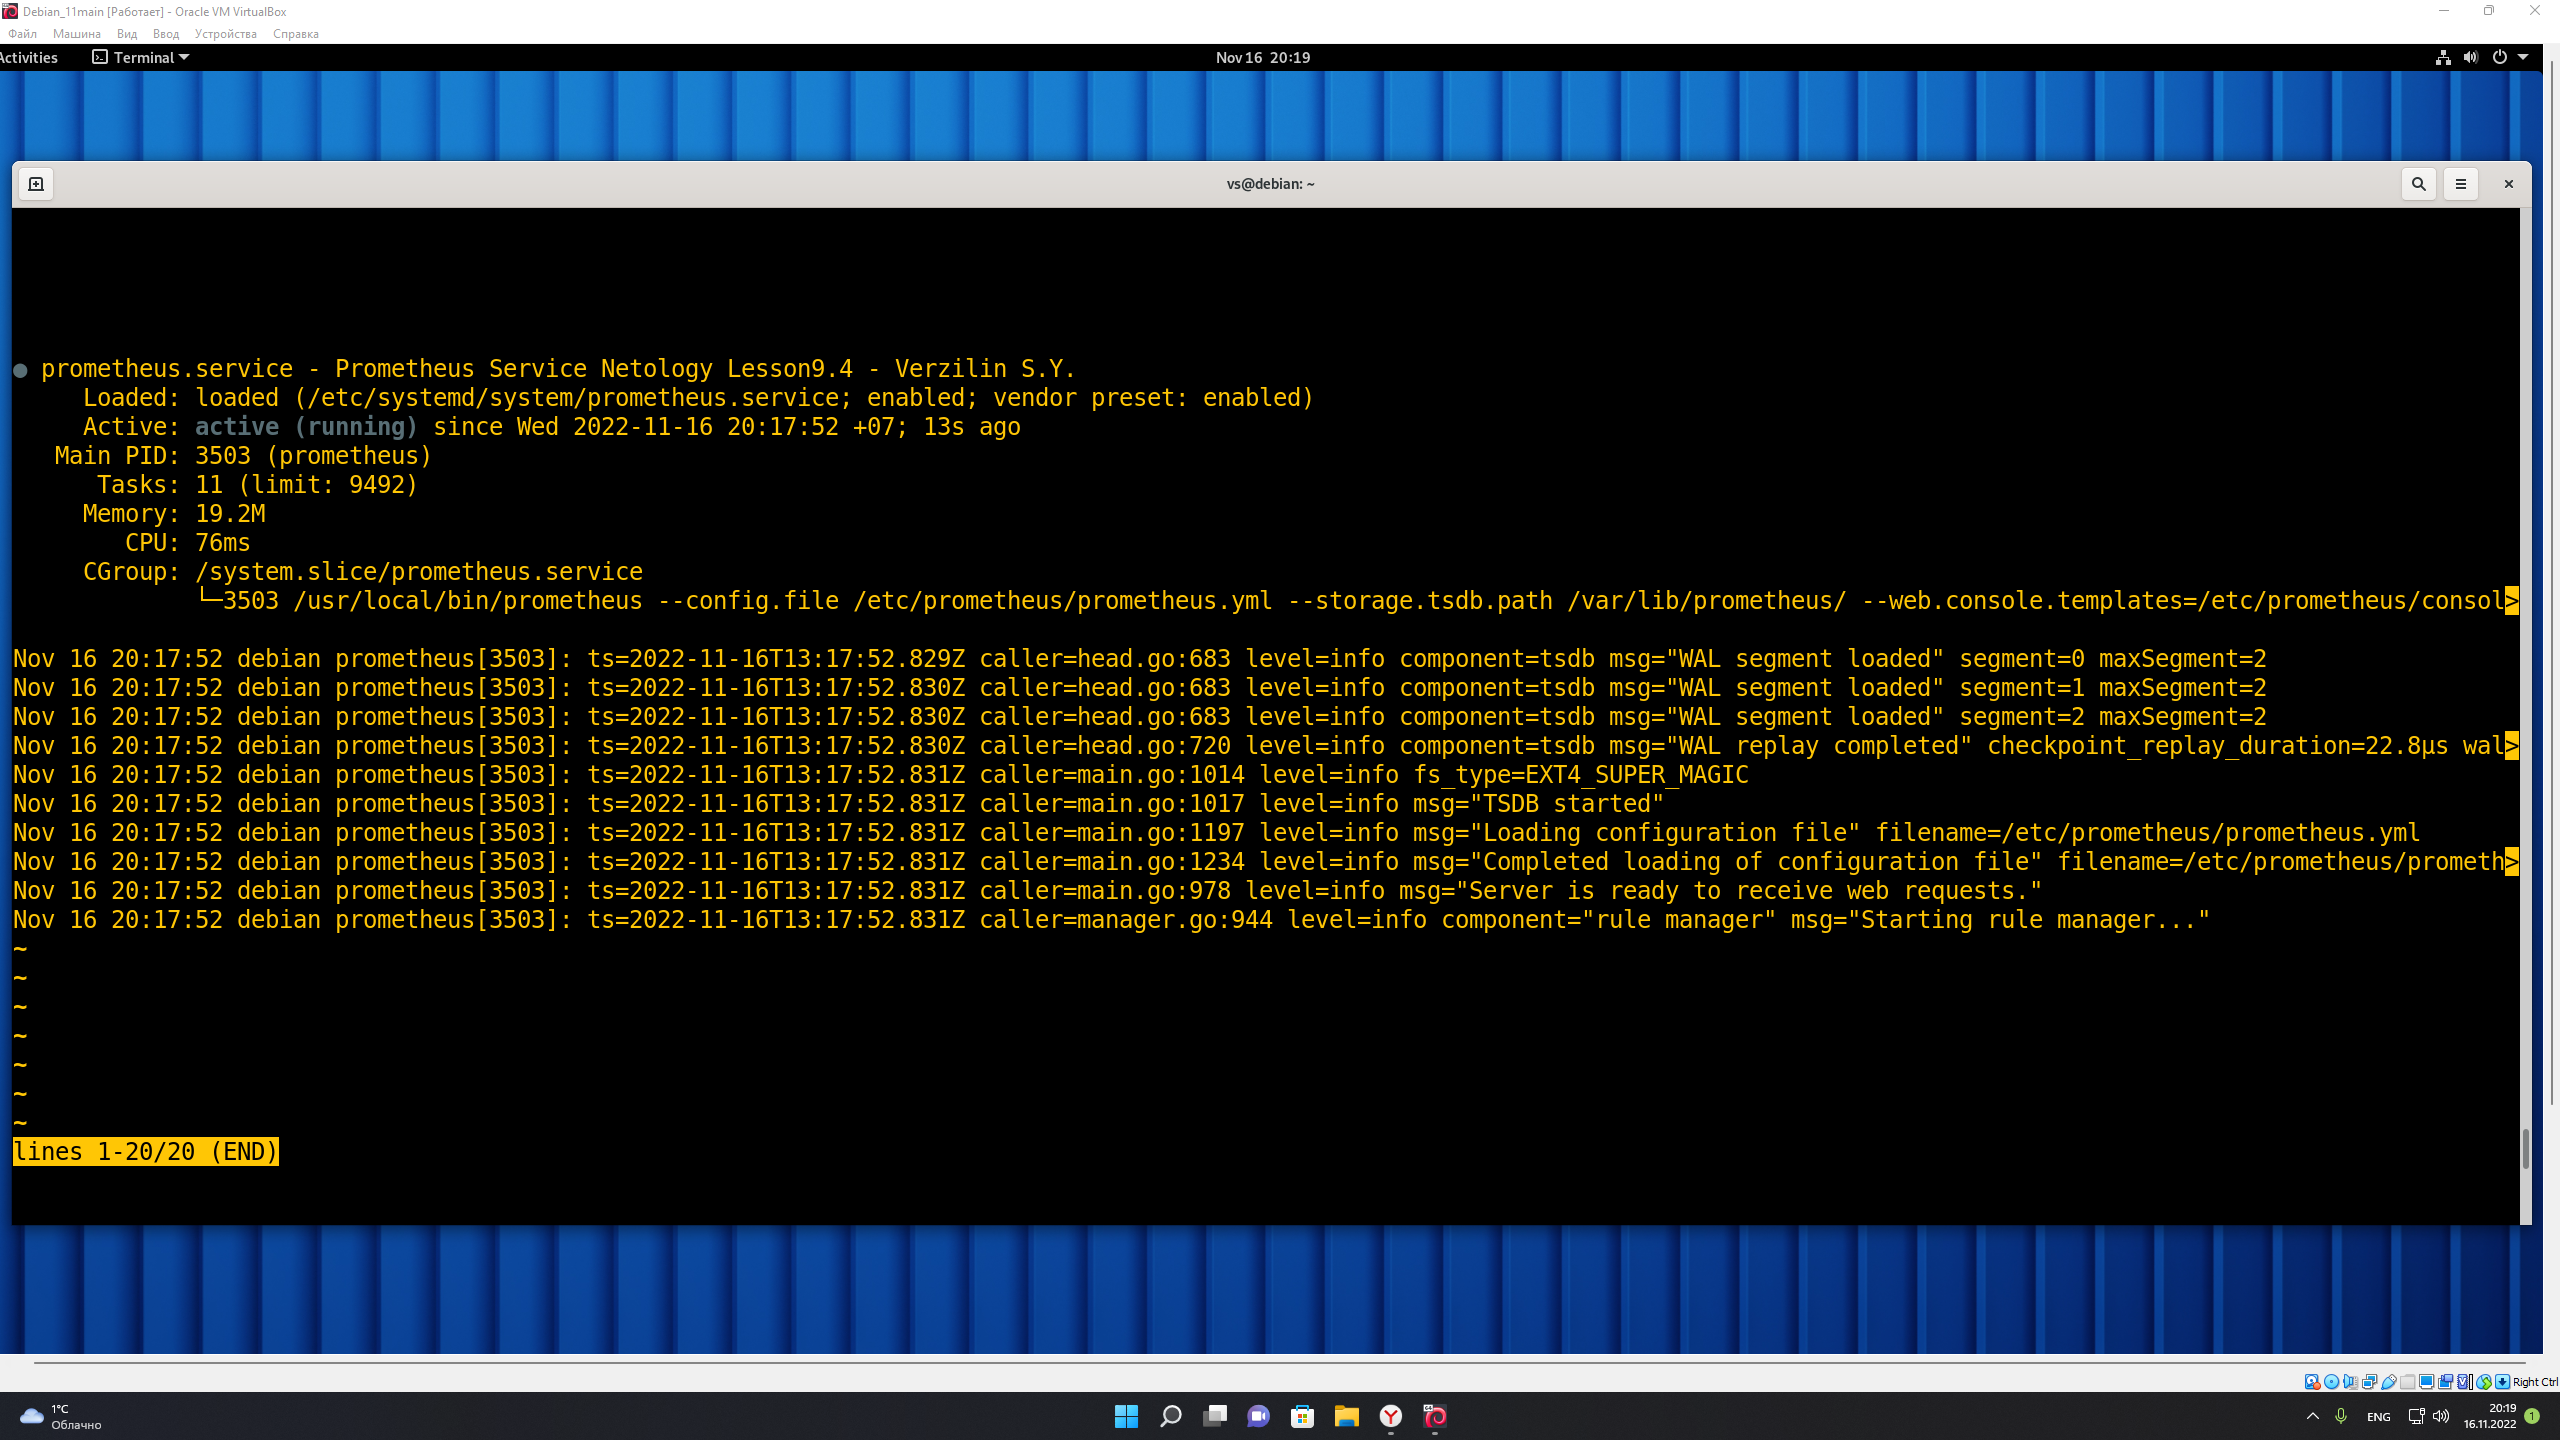 Debian_11main [Работает] - Oracle VM VirtualBox
Файл Машина Вид Ввод Устройства Справка
Activities Terminal Nov 16 20:19
vs@debian: ~
● prometheus.service - Prometheus Service Netology Lesson9.4 - Verzilin S.Y.
Loaded: loaded (/etc/systemd/system/prometheus.service; enabled; vendor preset: enabled)
Active: active (running) since Wed 2022-11-16 20:17:52 +07; 13s ago
Main PID: 3503 (prometheus)
Tasks: 11 (limit: 9492)
Memory: 19.2M
CPU: 76ms
CGroup: /system.slice/prometheus.service
└─3503 /usr/local/bin/prometheus --config.file /etc/prometheus/prometheus.yml --storage.tsdb.path /var/lib/prometheus/ --web.console.templates=/etc/prometheus/consol>
Nov 16 20:17:52 debian prometheus[3503]: ts=2022-11-16T13:17:52.829Z caller=head.go:683 level=info component=tsdb msg="WAL segment loaded" segment=0 maxSegment=2
Nov 16 20:17:52 debian prometheus[3503]: ts=2022-11-16T13:17:52.830Z caller=head.go:683 level=info component=tsdb msg="WAL segment loaded" segment=1 maxSegment=2
Nov 16 20:17:52 debian prometheus[3503]: ts=2022-11-16T13:17:52.830Z caller=head.go:683 level=info component=tsdb msg="WAL segment loaded" segment=2 maxSegment=2
Nov 16 20:17:52 debian prometheus[3503]: ts=2022-11-16T13:17:52.830Z caller=head.go:720 level=info component=tsdb msg="WAL replay completed" checkpoint_replay_duration=22.8µs wal>
Nov 16 20:17:52 debian prometheus[3503]: ts=2022-11-16T13:17:52.831Z caller=main.go:1014 level=info fs_type=EXT4_SUPER_MAGIC
Nov 16 20:17:52 debian prometheus[3503]: ts=2022-11-16T13:17:52.831Z caller=main.go:1017 level=info msg="TSDB started"
Nov 16 20:17:52 debian prometheus[3503]: ts=2022-11-16T13:17:52.831Z caller=main.go:1197 level=info msg="Loading configuration file" filename=/etc/prometheus/prometheus.yml
Nov 16 20:17:52 debian prometheus[3503]: ts=2022-11-16T13:17:52.831Z caller=main.go:1234 level=info msg="Completed loading of configuration file" filename=/etc/prometheus/prometh>
Nov 16 20:17:52 debian prometheus[3503]: ts=2022-11-16T13:17:52.831Z caller=main.go:978 level=info msg="Server is ready to receive web requests."
Nov 16 20:17:52 debian prometheus[3503]: ts=2022-11-16T13:17:52.831Z caller=manager.go:944 level=info component="rule manager" msg="Starting rule manager..."
~
~
~
~
~
~
~
lines 1-20/20 (END)
Right Ctrl
1°C
Облачно
ENG
20:19
16.11.2022
1